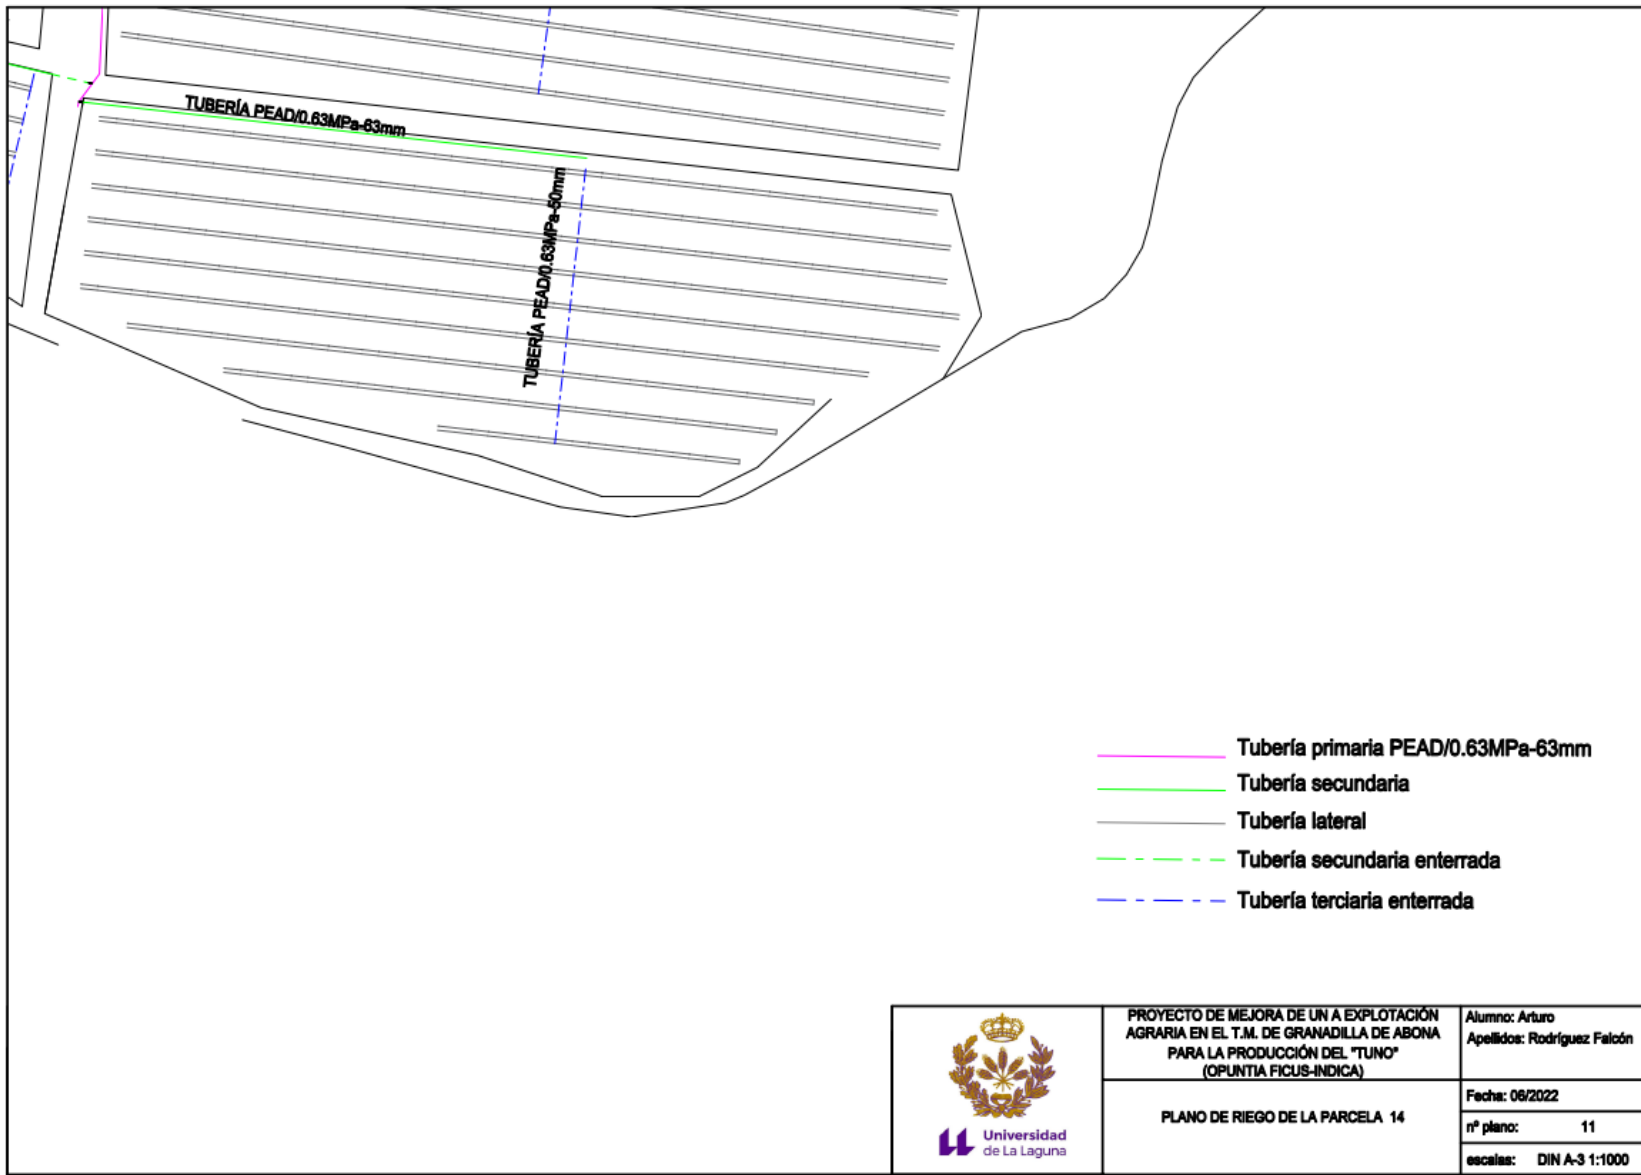 TUBERÍA PEAD/0.63MPa-63mm
TUBERÍA PEAD/0.63MPa-50mm
Tubería primaria PEAD/0.63MPa-63mm
Tubería secundaria
Tubería lateral
Tubería secundaria enterrada
Tubería terciaria enterrada
Universidad
de La Laguna
PROYECTO DE MEJORA DE UN A EXPLOTACIÓN
AGRARIA EN EL T.M. DE GRANADILLA DE ABONA
PARA LA PRODUCCIÓN DEL "TUNO"
(OPUNTIA FICUS-INDICA)
PLANO DE RIEGO DE LA PARCELA 14
Alumno: Arturo
Apellidos: Rodríguez Falcón
Fecha: 06/2022
nº plano: 11
escalas: DIN A-3 1:1000